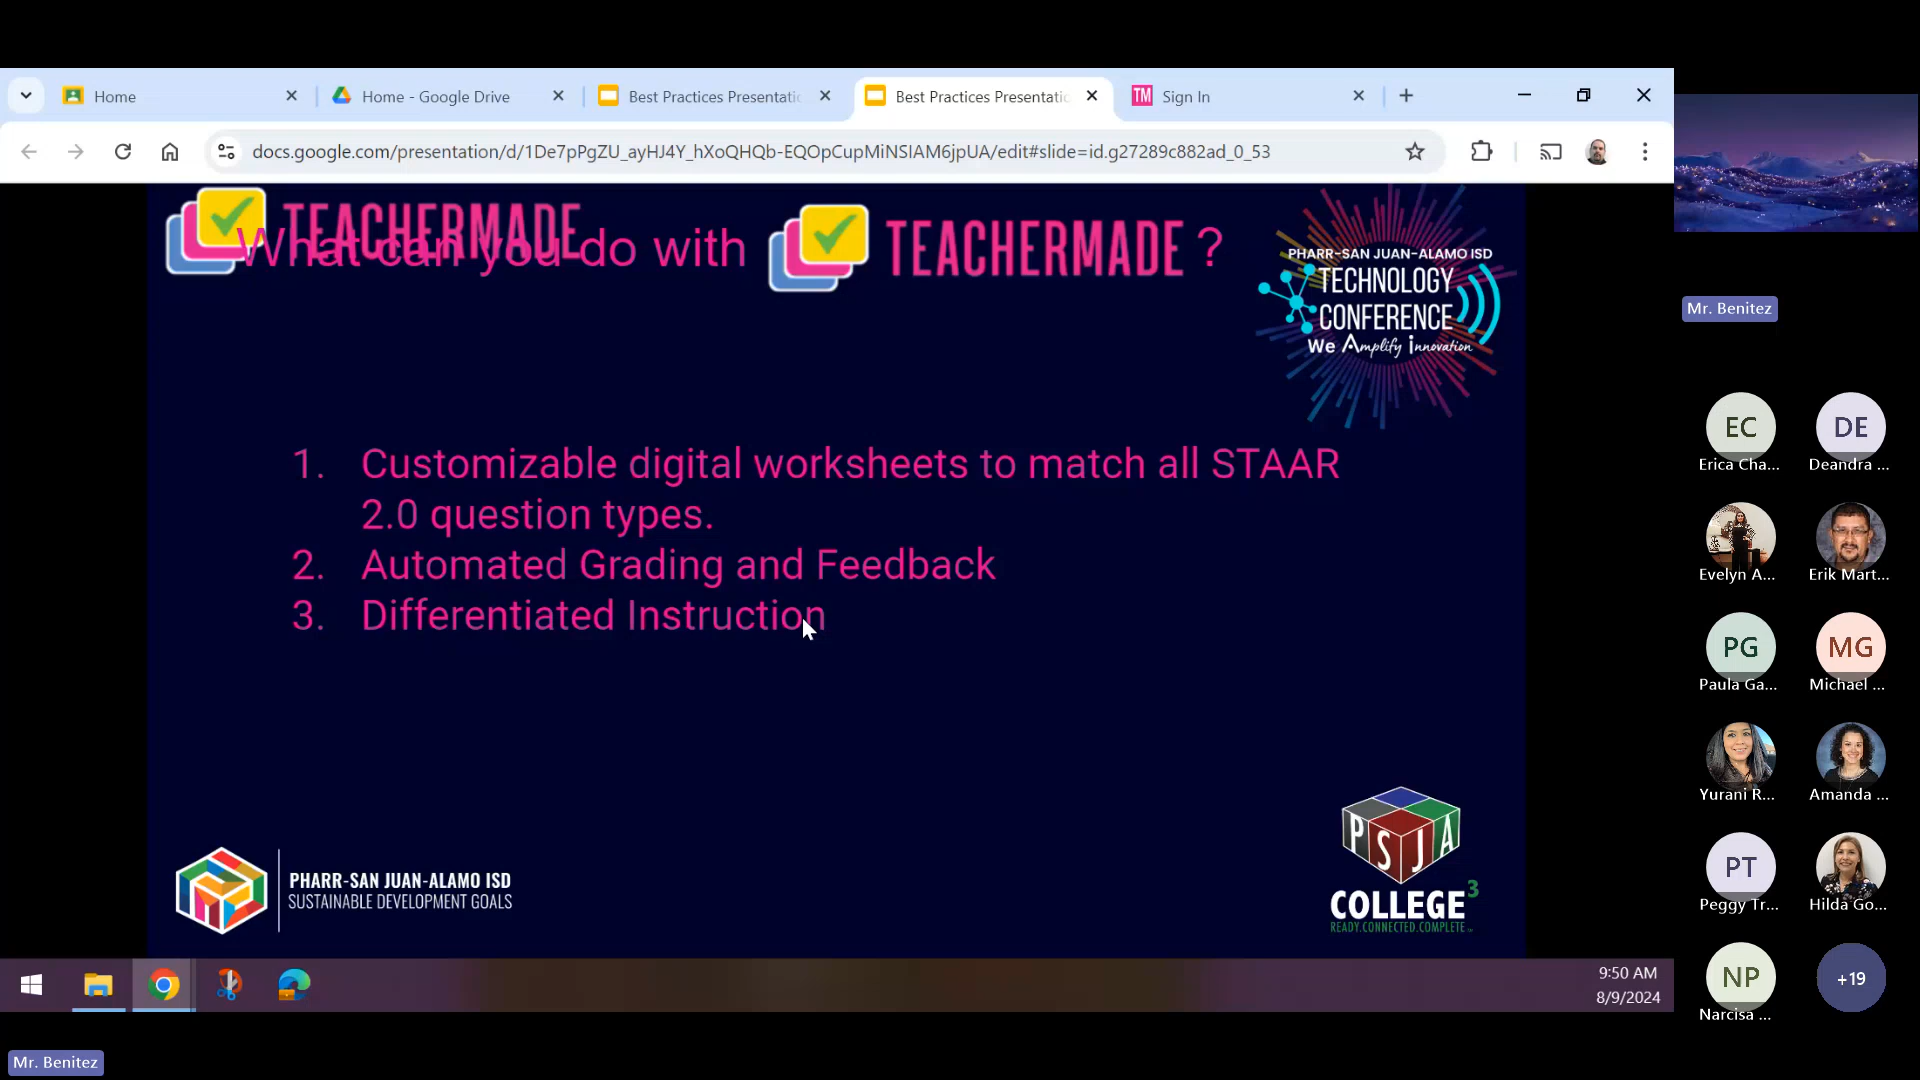 Home
Home - Google Drive
Best Practices Presentatio
Best Practices Presentatio
TM Sign In
docs.google.com/presentation/d/1De7pPgZU_ayHJ4Y_hXoQHQb-EQOpCupMiNSIAM6jpUA/edit#slide=id.g27289c882ad_0_53
TEACHERMADE
What can you do with TEACHERMADE ?
PHARR-SAN JUAN-ALAMO ISD
TECHNOLOGY
CONFERENCE
We Amplify innovation
1. Customizable digital worksheets to match all STAAR
2.0 question types.
2. Automated Grading and Feedback
3. Differentiated Instruction
PHARR-SAN JUAN-ALAMO ISD
SUSTAINABLE DEVELOPMENT GOALS
PSJA
COLLEGE³
READY.CONNECTED.COMPLETE
9:50 AM
8/9/2024
Mr. Benitez
Mr. Benitez
EC
Erica Cha...
DE
Deandra ...
Evelyn A...
Erik Mart...
PG
Paula Ga...
MG
Michael ...
Yurani R...
Amanda ...
PT
Peggy Tr...
Hilda Go...
NP
Narcisa ...
+19